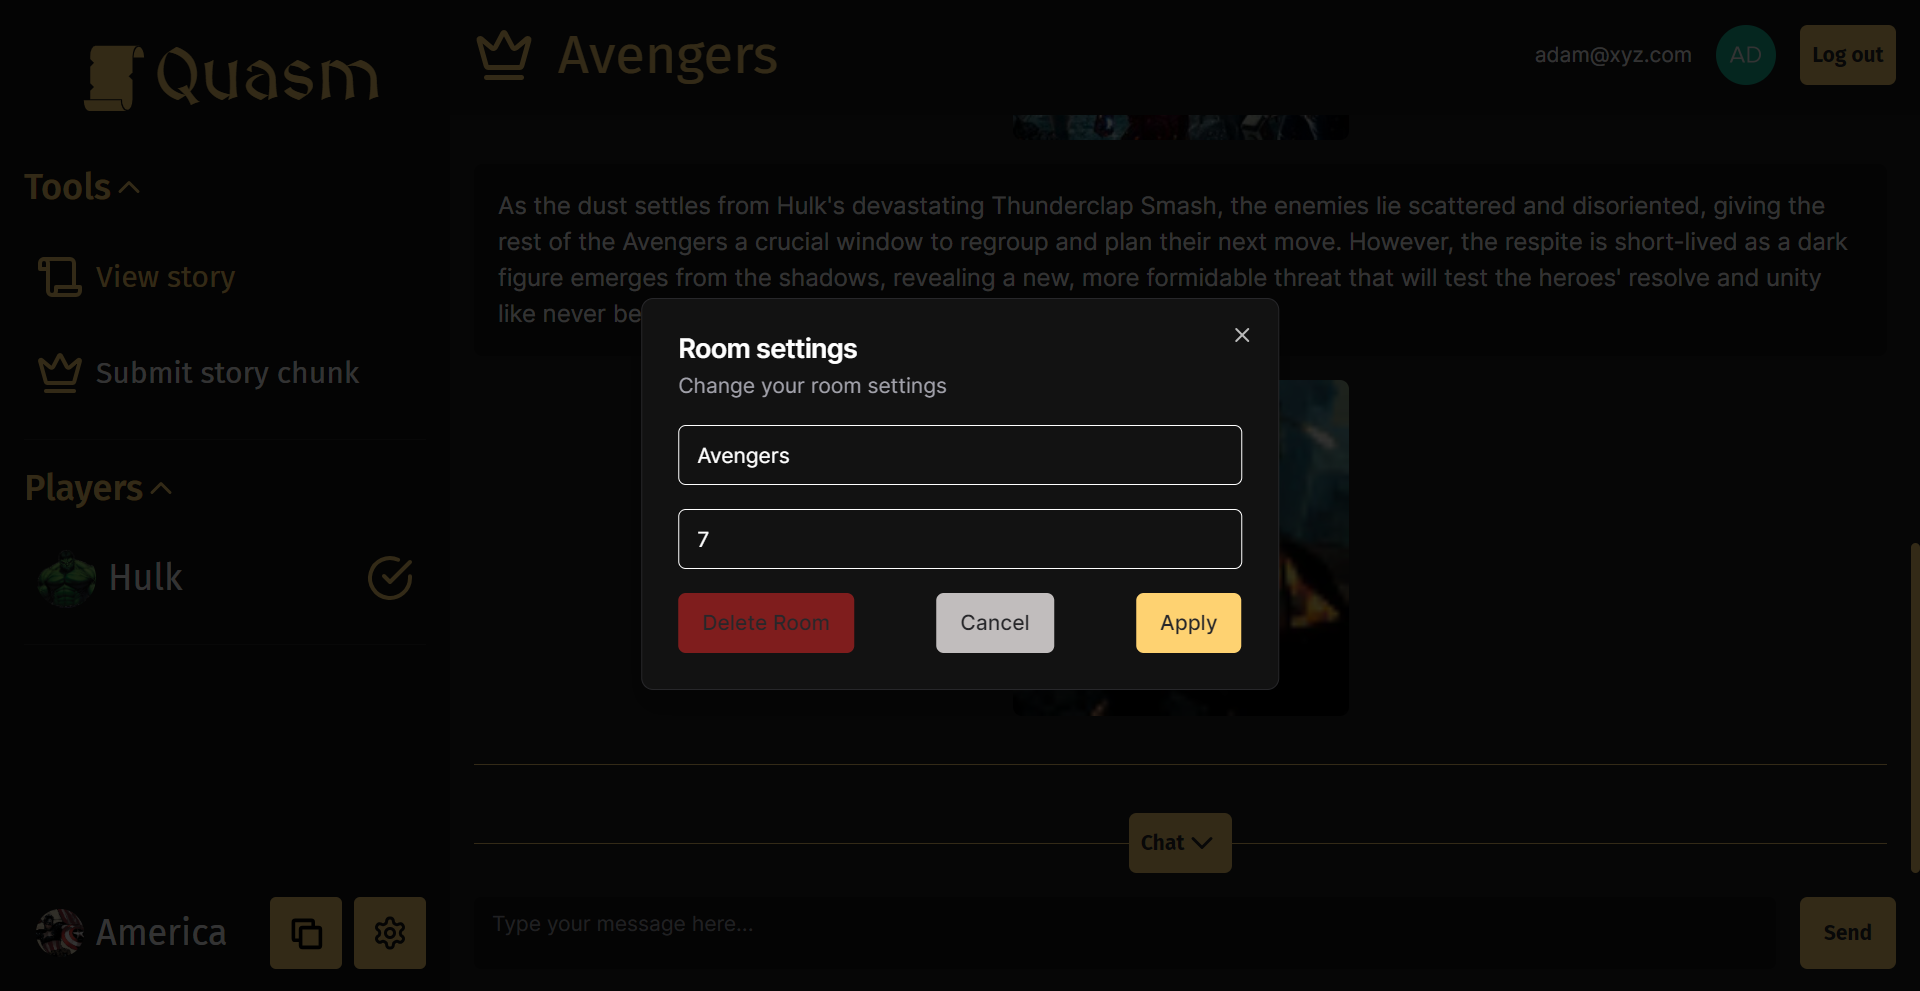 Quasm
Avengers
adam@xyz.com
AD
Log out
Tools
View story
Submit story chunk
Players
Hulk
As the dust settles from Hulk's devastating Thunderclap Smash, the enemies lie scattered and disoriented, giving the
rest of the Avengers a crucial window to regroup and plan their next move. However, the respite is short-lived as a dark
figure emerges from the shadows, revealing a new, more formidable threat that will test the heroes' resolve and unity
like never be
Room settings
Change your room settings
Avengers
7
Delete Room
Cancel
Apply
Chat
America
Type your message here...
Send